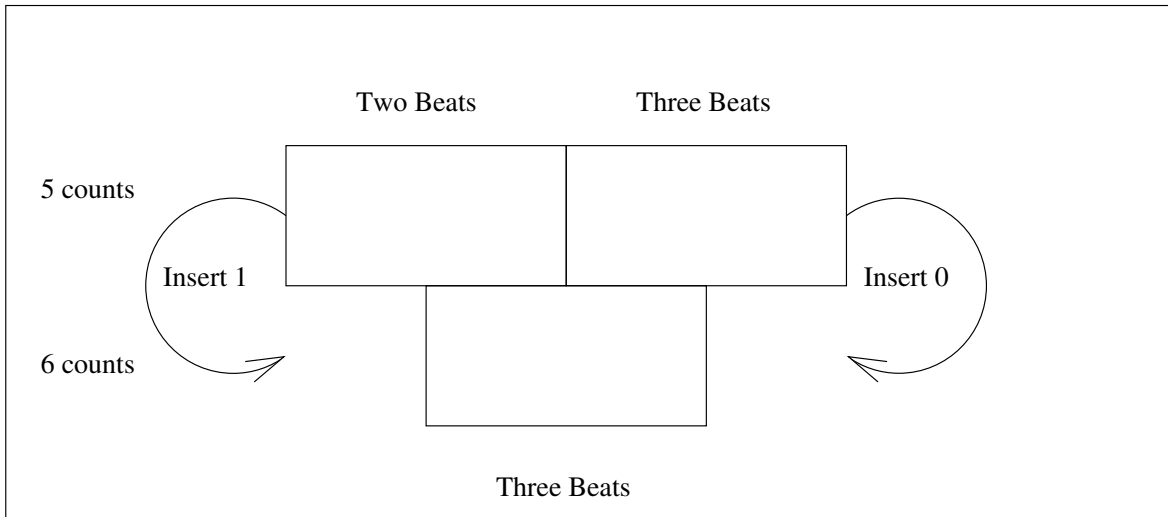 Two Beats Three Beats
5 counts
Insert 1 Insert 0
6 counts
Three Beats